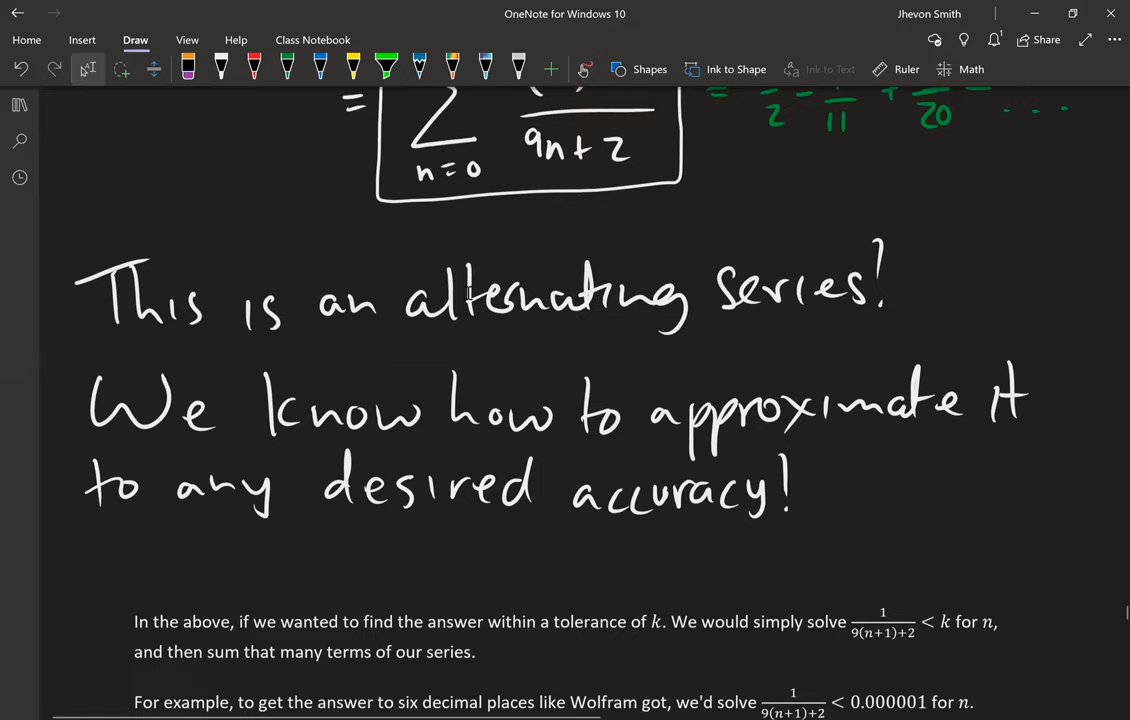 OneNote for Windows 10
Jhevon Smith
Home Insert Draw View Help Class Notebook
Share
Shapes Ink to Shape Ink to Text Ruler Math
= ∑ n=0 9n+2
= 2 - 11 + 20 - ...
This is an alternating series!
We know how to approximate it
to any desired accuracy!
In the above, if we wanted to find the answer within a tolerance of k. We would simply solve 1/(9(n+1)+2) < k for n,
and then sum that many terms of our series.
For example, to get the answer to six decimal places like Wolfram got, we'd solve 1/(9(n+1)+2) < 0.000001 for n.